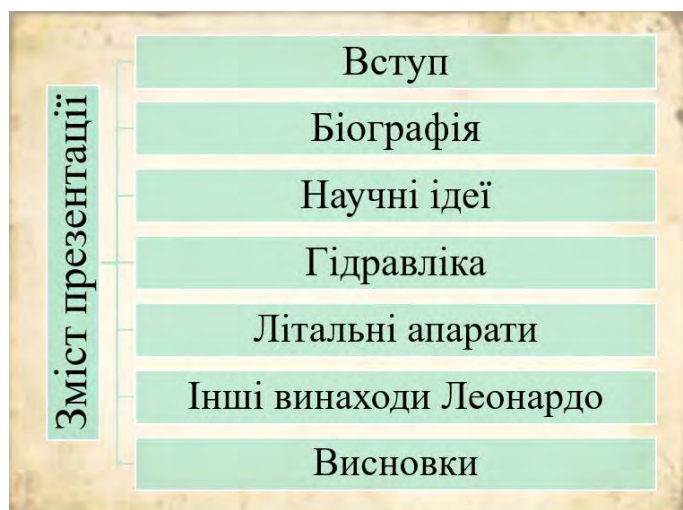 Зміст презентації
Вступ
Біографія
Научні ідеї
Гідравліка
Літальні апарати
Інші винаходи Леонардо
Висновки